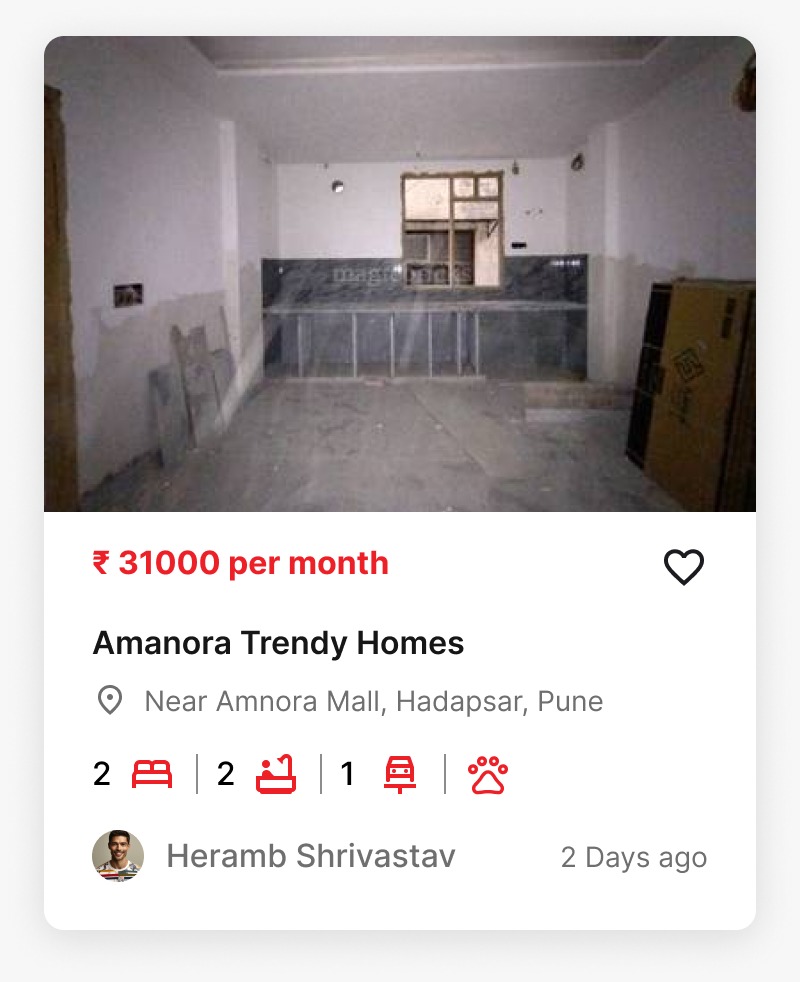 magicbricks
₹ 31000 per month
Amanora Trendy Homes
Near Amnora Mall, Hadapsar, Pune
2 2 1
Heramb Shrivastav 2 Days ago